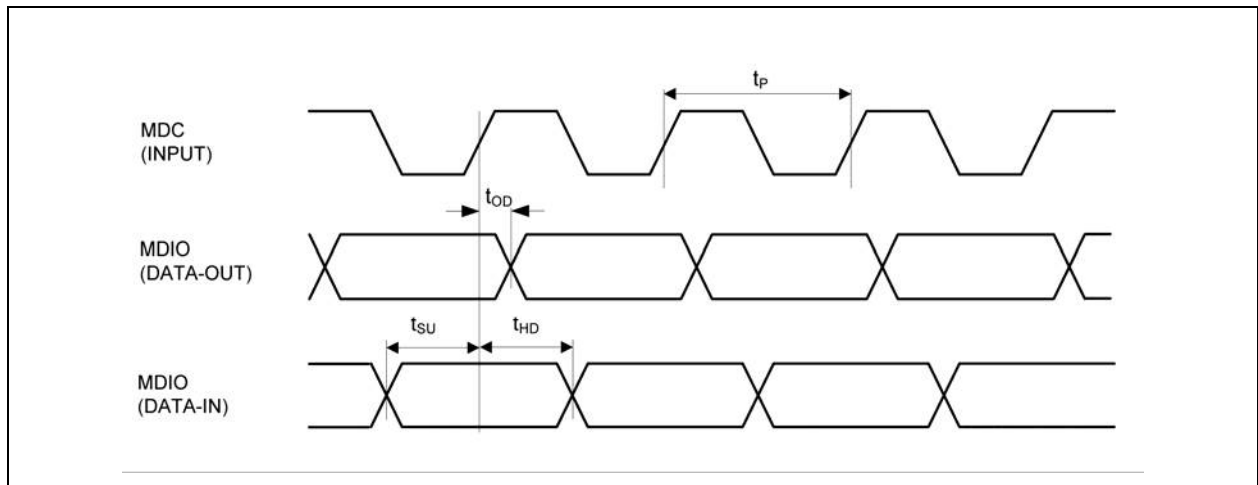 tP
MDC
(INPUT)
tOD
MDIO
(DATA-OUT)
tSU
tHD
MDIO
(DATA-IN)